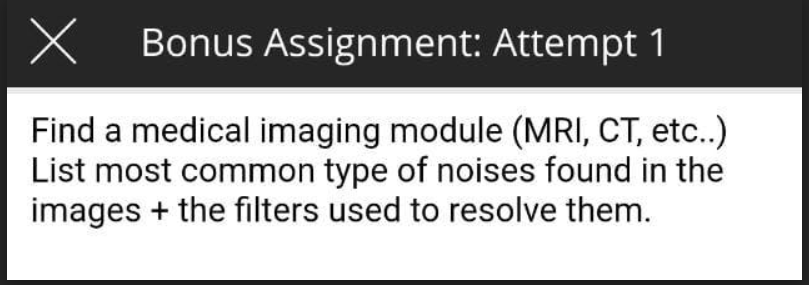 Bonus Assignment: Attempt 1
Find a medical imaging module (MRI, CT, etc..)
List most common type of noises found in the
images + the filters used to resolve them.